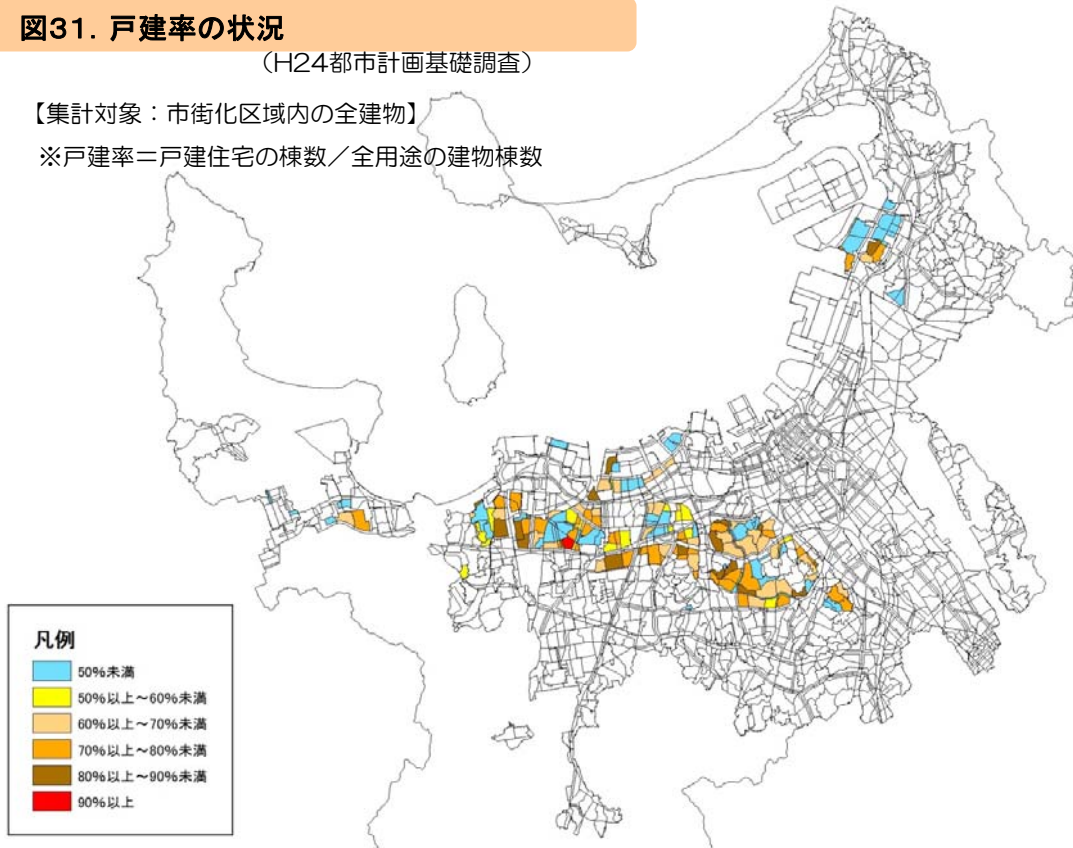 図31. 戸建率の状況
（H24都市計画基礎調査）
【集計対象：市街化区域内の全建物】
※戸建率＝戸建住宅の棟数／全用途の建物棟数
凡例
50%未満
50%以上～60%未満
60%以上～70%未満
70%以上～80%未満
80%以上～90%未満
90%以上